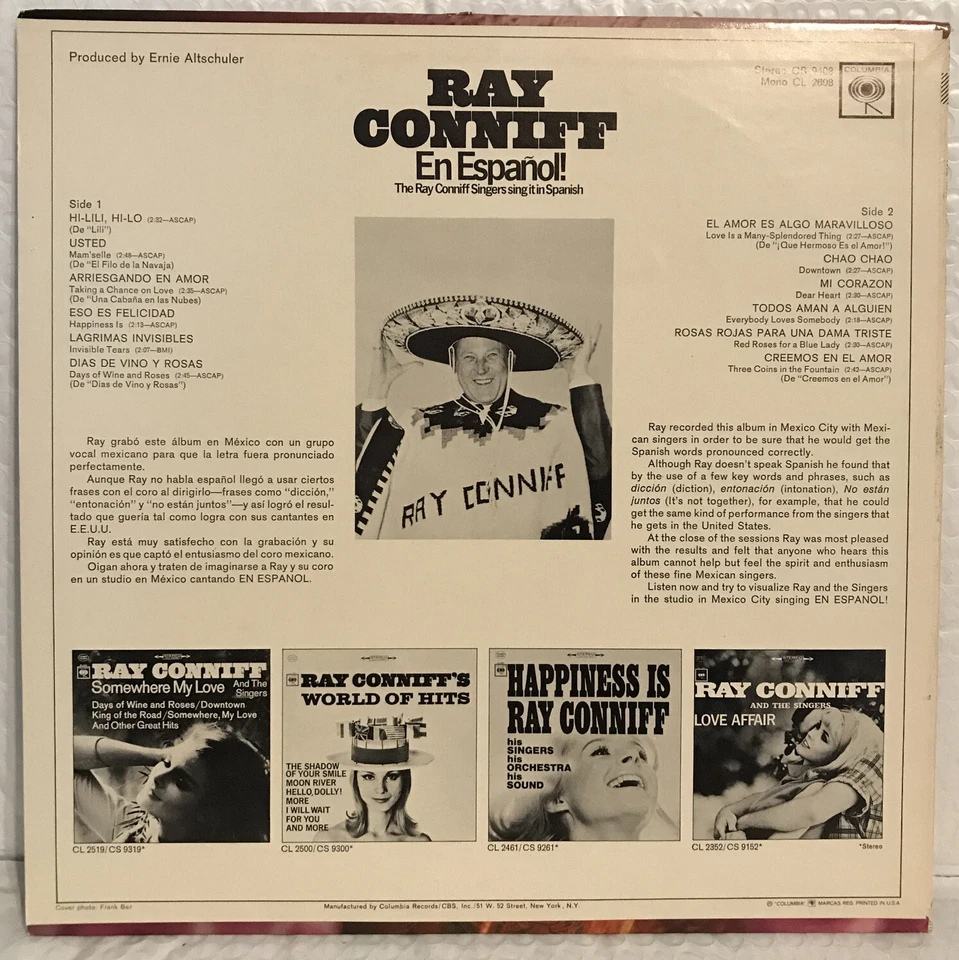 Produced by Ernie Altschuler
Stereo CS 9408
Mono CL 2608
COLUMBIA
RAY
CONNIFF
En Español!
The Ray Conniff Singers sing it in Spanish
Side 1
HI-LILI, HI-LO (2:32—ASCAP)
(De "Lili")
USTED
Mam'selle (2:48—ASCAP)
(De "El Filo de la Navaja)
ARRIESGANDO EN AMOR
Taking a Chance on Love (2:35—ASCAP)
(De "Una Cabaña en las Nubes)
ESO ES FELICIDAD
Happiness Is (2:13—ASCAP)
LAGRIMAS INVISIBLES
Invisible Tears (2:07—BMI)
DIAS DE VINO Y ROSAS
Days of Wine and Roses (2:45—ASCAP)
(De "Dias de Vino y Rosas")
Side 2
EL AMOR ES ALGO MARAVILLOSO
Love Is a Many-Splendored Thing (2:27—ASCAP)
(De "¡Que Hermoso Es el Amor!")
CHAO CHAO
Downtown (2:27—ASCAP)
MI CORAZON
Dear Heart (2:30—ASCAP)
TODOS AMAN A ALGUIEN
Everybody Loves Somebody (2:18—ASCAP)
ROSAS ROJAS PARA UNA DAMA TRISTE
Red Roses for a Blue Lady (2:30—ASCAP)
CREEMOS EN EL AMOR
Three Coins in the Fountain (2:42—ASCAP)
(De "Creemos en el Amor")
RAY CONNIFF
Ray grabó este álbum en México con un grupo
vocal mexicano para que la letra fuera pronunciado
perfectamente.
Aunque Ray no habla español llegó a usar ciertos
frases con el coro al dirigirlo—frases como "dicción,"
"entonación" y "no están juntos"—y así logró el resul-
tado que guería tal como logra con sus cantantes en
E.E.U.U.
Ray está muy satisfecho con la grabación y su
opinión es que captó el entusiasmo del coro mexicano.
Oigan ahora y traten de imaginarse a Ray y su coro
en un studio en México cantando EN ESPANOL.
Ray recorded this album in Mexico City with Mexi-
can singers in order to be sure that he would get the
Spanish words pronounced correctly.
Although Ray doesn't speak Spanish he found that
by the use of a few key words and phrases, such as
dicción (diction), entonación (intonation), No están
juntos (It's not together), for example, that he could
get the same kind of performance from the singers that
he gets in the United States.
At the close of the sessions Ray was most pleased
with the results and felt that anyone who hears this
album cannot help but feel the spirit and enthusiasm
of these fine Mexican singers.
Listen now and try to visualize Ray and the Singers
in the studio in Mexico City singing EN ESPANOL!
RAY CONNIFF
Somewhere My Love And The
Singers
Days of Wine and Roses/Downtown
King of the Road/Somewhere, My Love
And Other Great Hits
CL 2519/CS 9319*
RAY CONNIFF'S
WORLD OF HITS
THE SHADOW
OF YOUR SMILE
MOON RIVER
HELLO, DOLLY!
MORE
I WILL WAIT
FOR YOU
AND MORE
CL 2500/CS 9300*
HAPPINESS IS
RAY CONNIFF
his
SINGERS
his
ORCHESTRA
his
SOUND
CL 2461/CS 9261*
STEREO
RAY CONNIFF
AND THE SINGERS
LOVE AFFAIR
CL 2352/CS 9152*
*Stereo
Cover photo: Frank Bez
Manufactured by Columbia Records/CBS, Inc./51 W. 52 Street, New York, N.Y.
® "COLUMBIA" MARCAS REG. PRINTED IN U.S.A